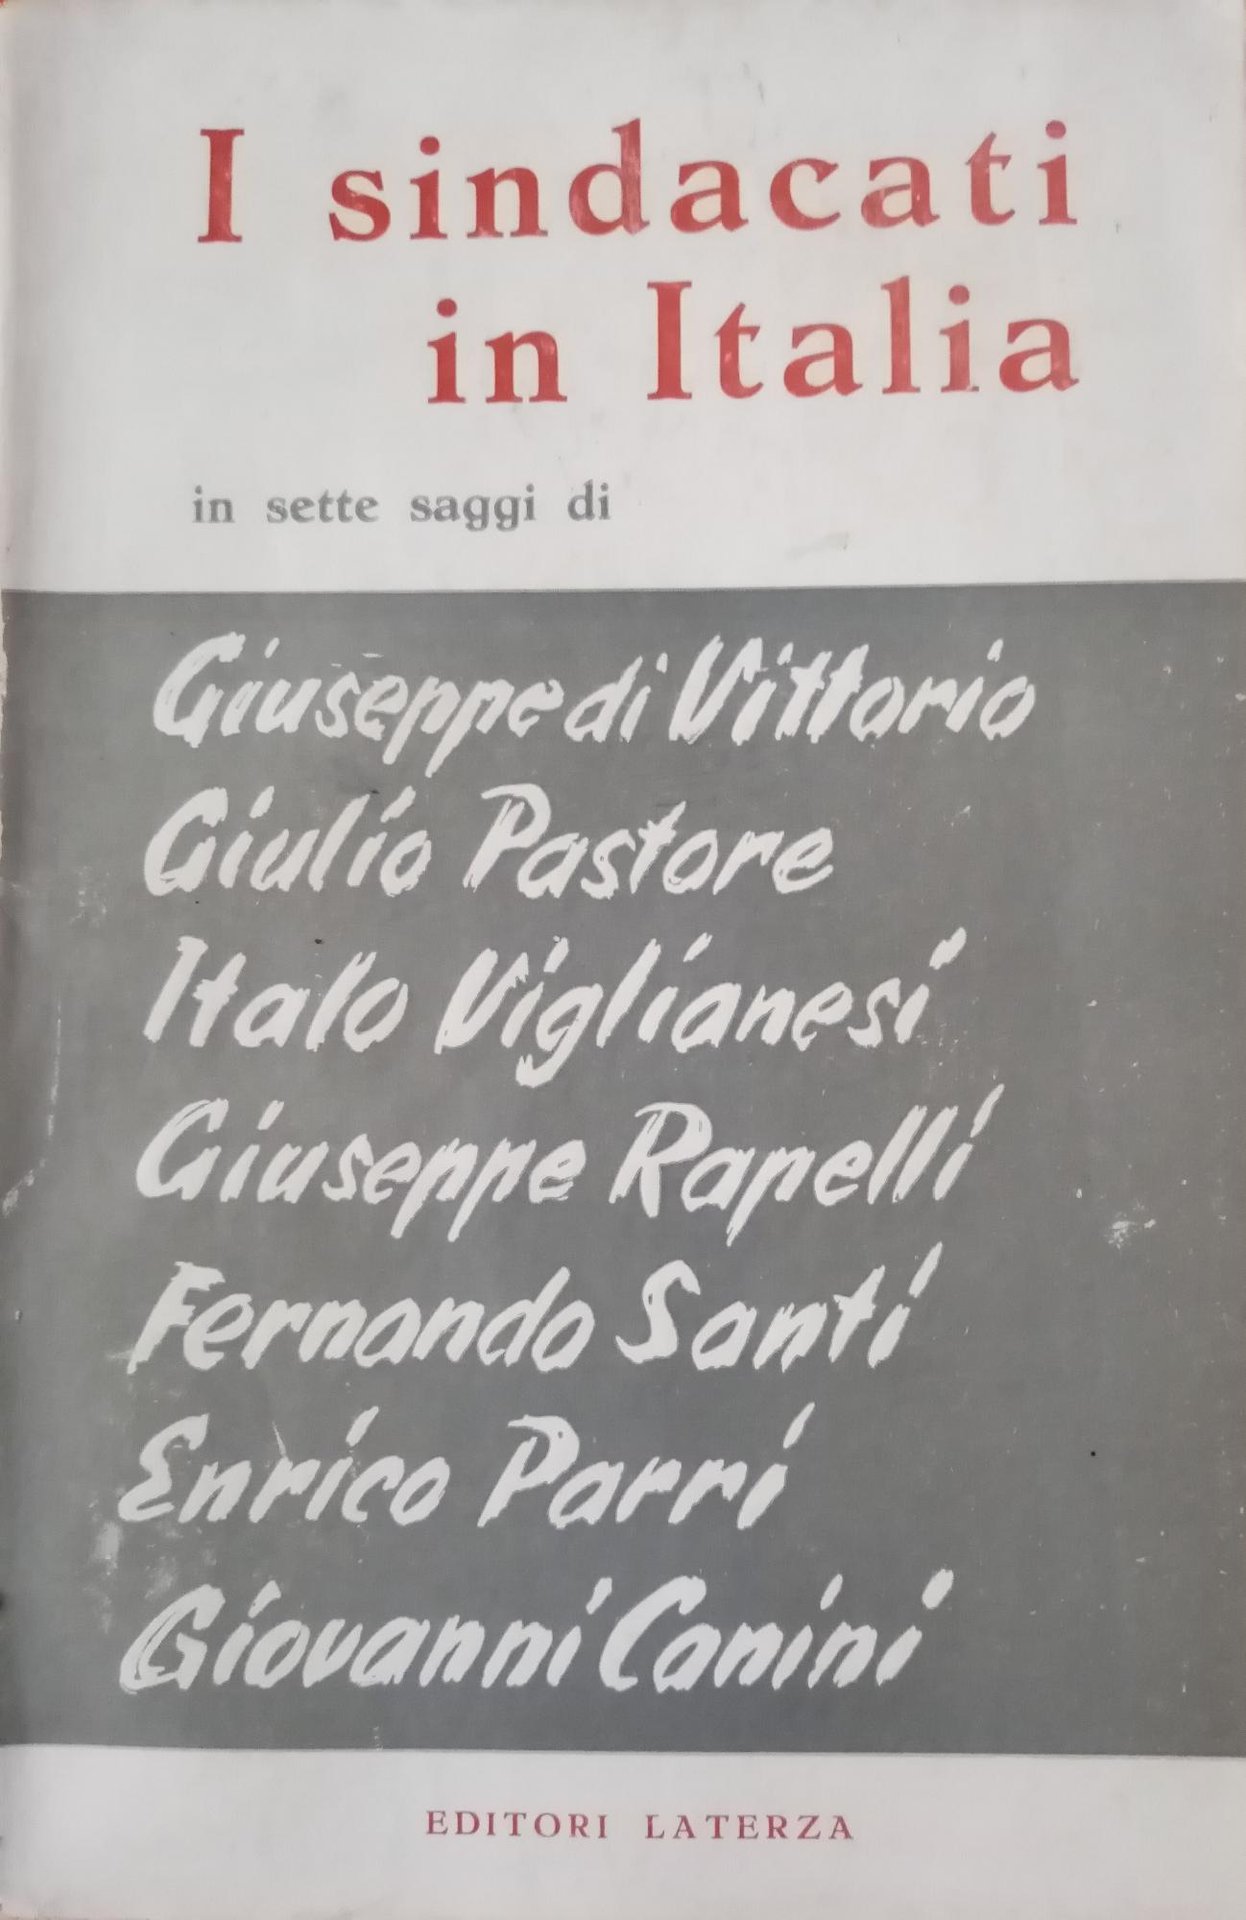 I sindacati
in Italia
in sette saggi di
Giuseppe di Vittorio
Giulio Pastore
Italo Viglianesi
Giuseppe Rapelli
Fernando Santi
Enrico Parri
Giovanni Canini
EDITORI LATERZA